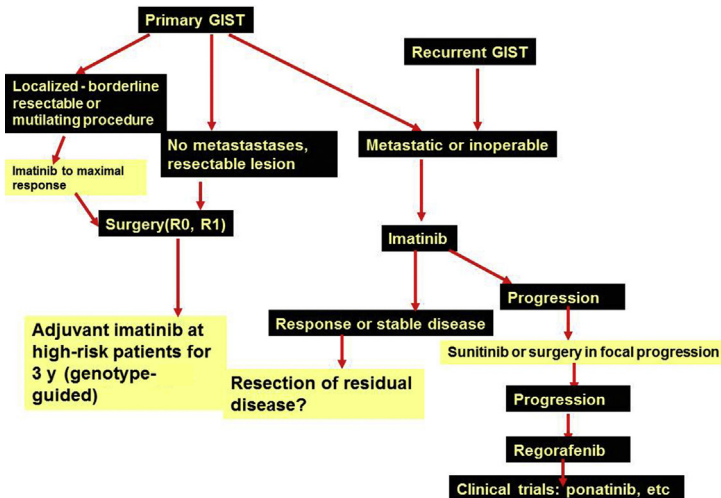 Primary GIST
Recurrent GIST
Localized - borderline
resectable or
mutilating procedure
No metastastases,
resectable lesion
Metastatic or inoperable
Imatinib to maximal
response
Surgery(R0, R1)
Imatinib
Progression
Response or stable disease
Adjuvant imatinib at
high-risk patients for
3 y (genotype-
guided)
Sunitinib or surgery in focal progression
Resection of residual
disease?
Progression
Regorafenib
Clinical trials: ponatinib, etc